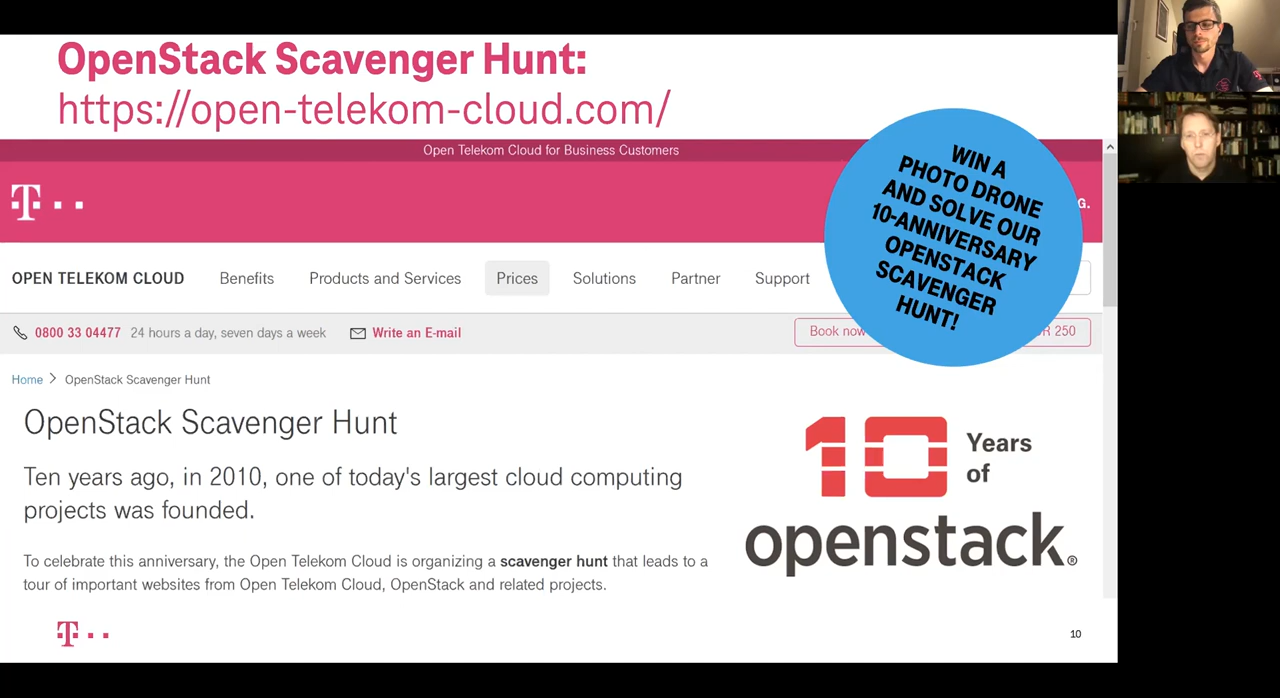 OpenStack Scavenger Hunt:
https://open-telekom-cloud.com/
Open Telekom Cloud for Business Customers
T
G.
WIN A
PHOTO DRONE
AND SOLVE OUR
10-ANNIVERSARY
OPENSTACK
SCAVENGER
HUNT!
OPEN TELEKOM CLOUD
Benefits
Products and Services
Prices
Solutions
Partner
Support
0800 33 04477 24 hours a day, seven days a week
Write an E-mail
Book now
R 250
Home > OpenStack Scavenger Hunt
OpenStack Scavenger Hunt
Ten years ago, in 2010, one of today's largest cloud computing
projects was founded.
To celebrate this anniversary, the Open Telekom Cloud is organizing a scavenger hunt that leads to a
tour of important websites from Open Telekom Cloud, OpenStack and related projects.
10 Years
of
openstack®
T
10